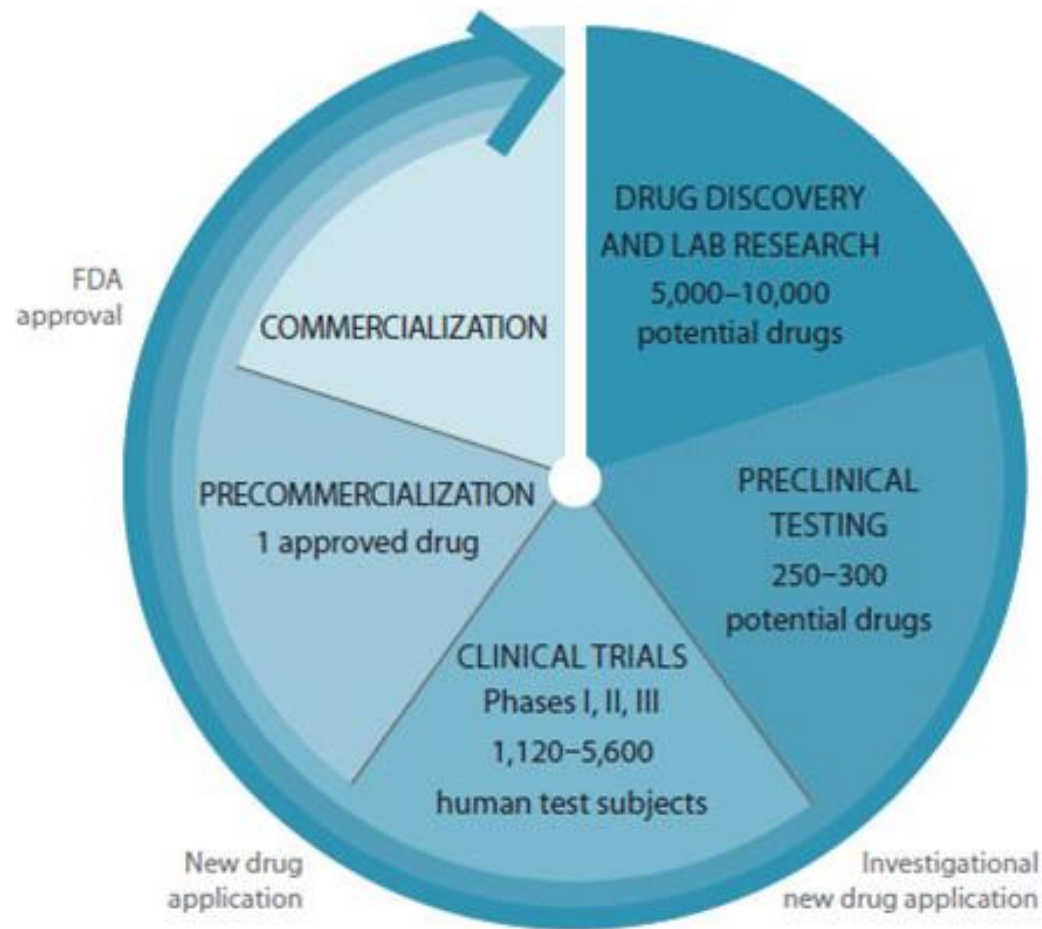 DRUG DISCOVERY
AND LAB RESEARCH
5,000–10,000
potential drugs
PRECLINICAL
TESTING
250–300
potential drugs
Investigational
new drug application
CLINICAL TRIALS
Phases I, II, III
1,120–5,600
human test subjects
New drug
application
PRECOMMERCIALIZATION
1 approved drug
FDA
approval
COMMERCIALIZATION